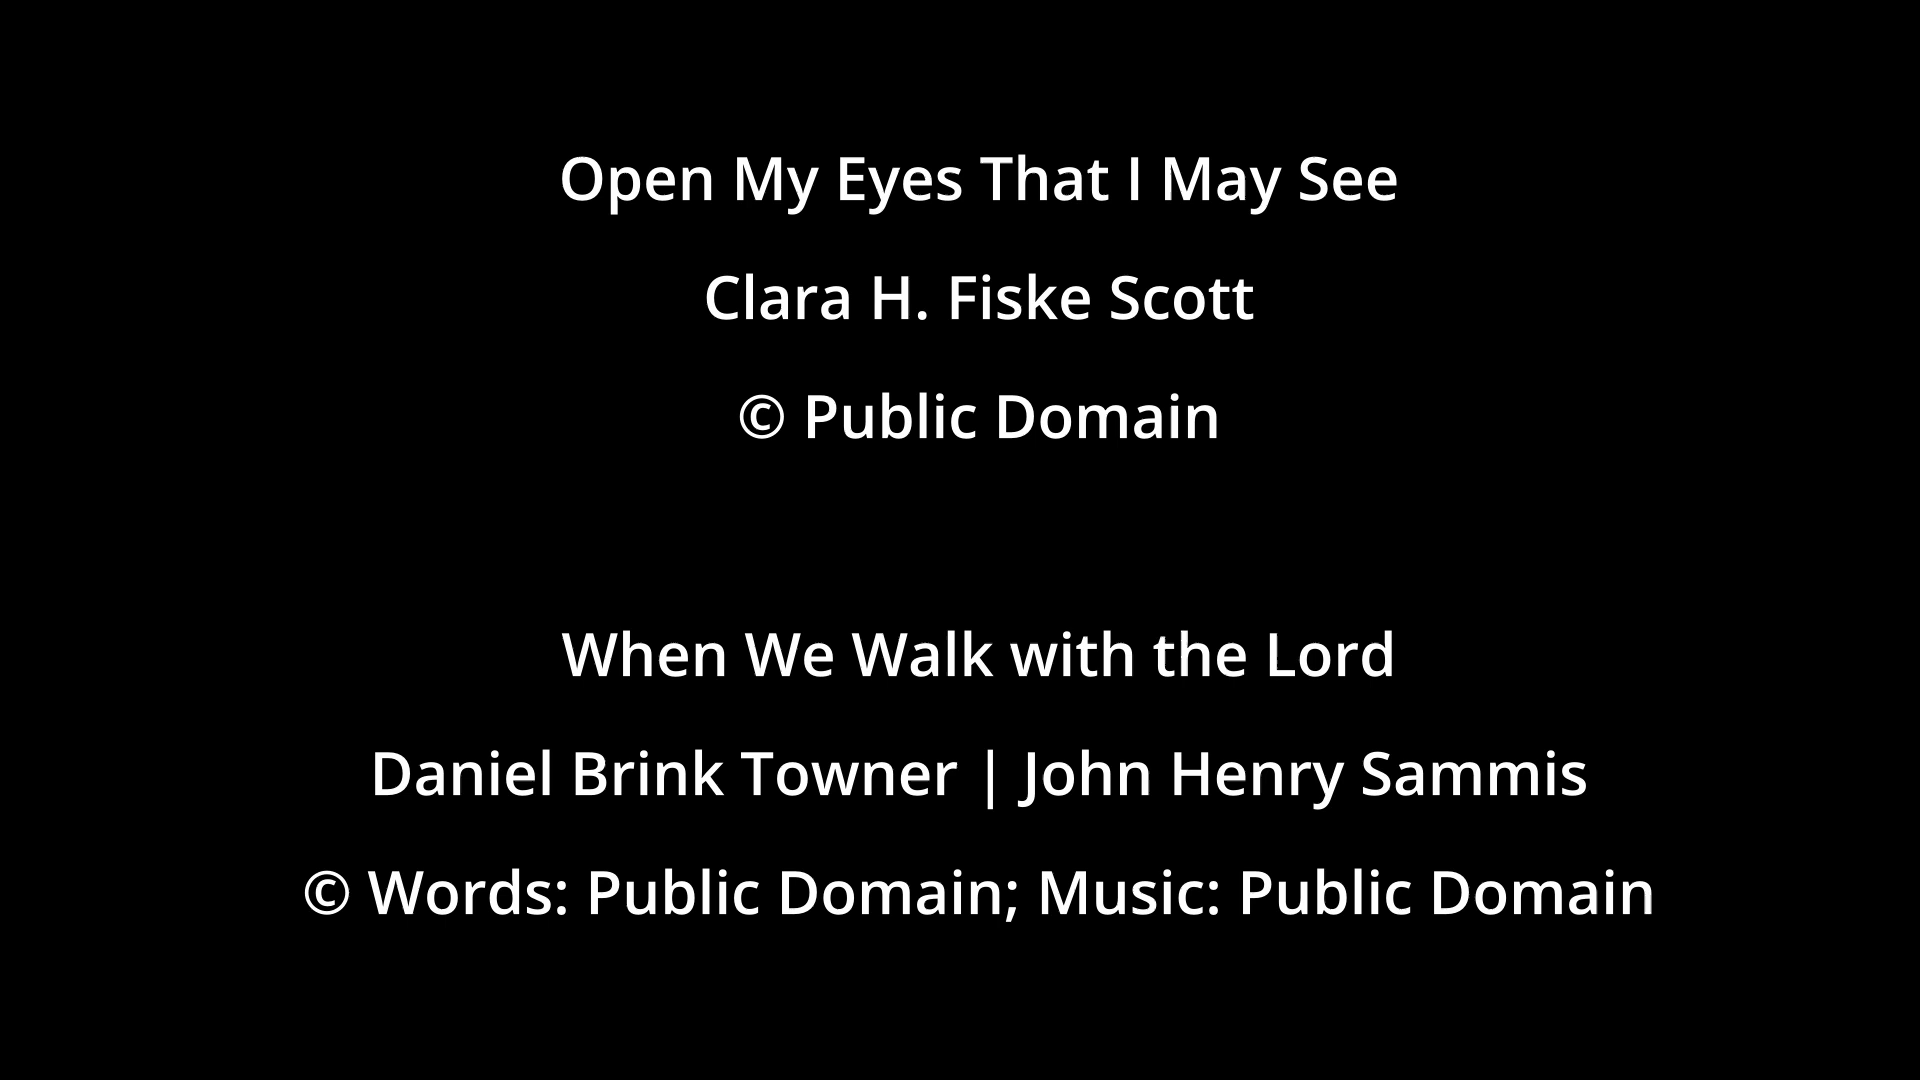 Open My Eyes That I May See
Clara H. Fiske Scott
© Public Domain
When We Walk with the Lord
Daniel Brink Towner | John Henry Sammis
© Words: Public Domain; Music: Public Domain